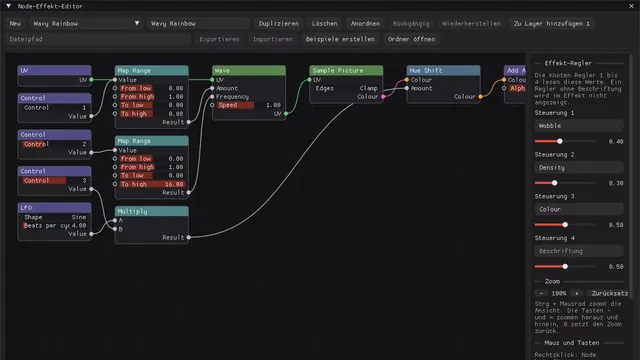 Node-Effekt-Editor
Neu
Wavy Rainbow
Wavy Rainbow
Duplizieren
Löschen
Anordnen
Rückgängig
Wiederherstellen
Zu Layer hinzufügen 1
Dateipfad
Exportieren
Importieren
Beispiele erstellen
Ordner öffnen
UV
UV
Control
Control 1
Value
Control
Control 2
Value
Control
Control 3
Value
LFO
Shape Sine
Beats per cyc 4.00
Value
Map Range
Value
From low 0.00
From high 1.00
To low 0.00
To high 0.08
Result
Map Range
Value
From low 0.00
From high 1.00
To low 0.00
To high 16.00
Result
Multiply
A
B
Result
Wave
UV
Amount
Frequency
Speed 1.00
UV
Sample Picture
UV
Edges Clamp
Colour
Hue Shift
Colour
Amount
Colour
Add A
Colou
Alph
Effekt-Regler
Die Knoten Regler 1 bis
4 lesen diese Werte. Ein
Regler ohne Beschriftung
wird im Effekt nicht
angezeigt.
Steuerung 1
Wobble
0.40
Steuerung 2
Density
0.30
Steuerung 3
Colour
0.50
Steuerung 4
Beschriftung
0.50
Zoom
- 100% + Zurücksetz
Strg + Mausrad zoomt die
Ansicht. Die Tasten -
und = zoomen heraus und
hinein, 0 setzt den Zoom
zurück.
Maus und Tasten
Rechtsklick: Node